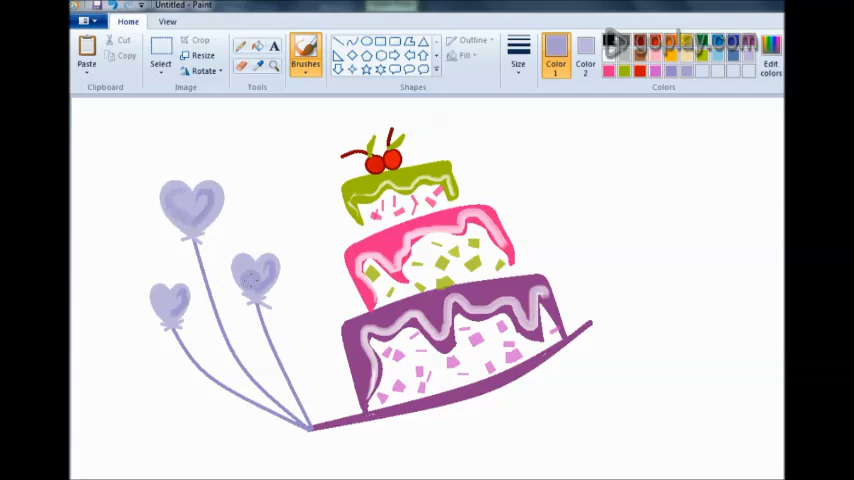 Untitled - Paint
Home View
Paste
Cut
Copy
Clipboard
Select
Crop
Resize
Rotate
Image
Tools
Brushes
Shapes
Outline
Fill
Size
Color 1
Color 2
Colors
Edit colors
goplay.com